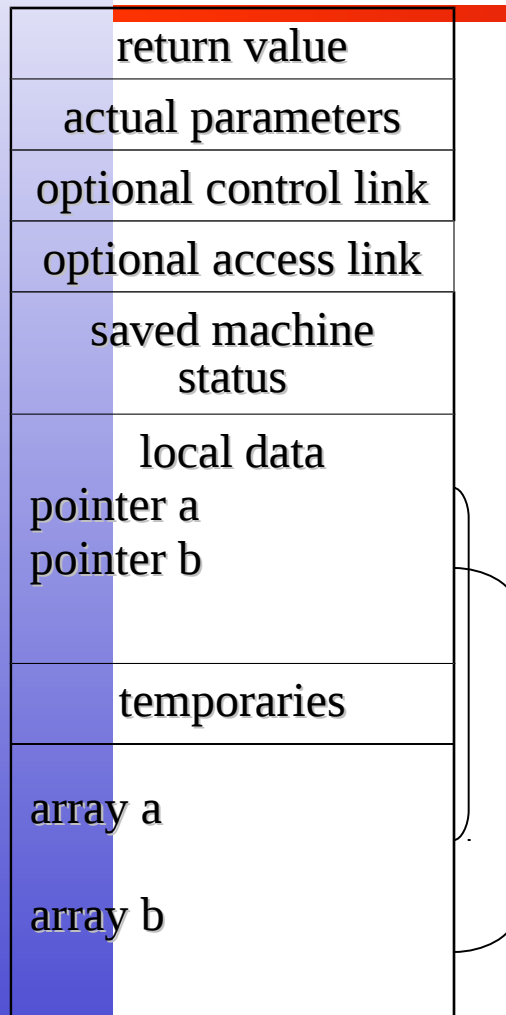 return value
actual parameters
optional control link
optional access link
saved machine
status
local data
pointer a
pointer b
temporaries
array a
array b